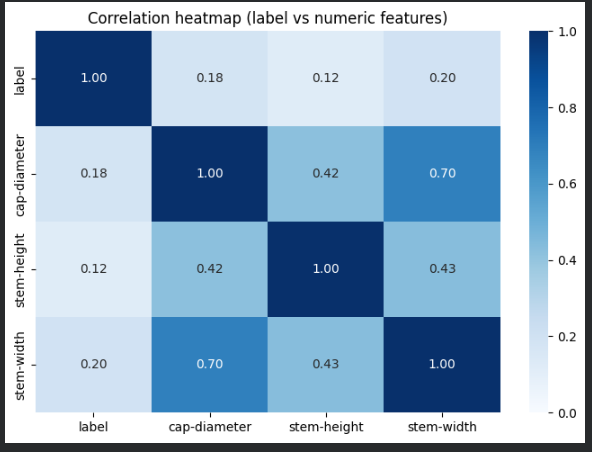 Correlation heatmap (label vs numeric features)
label 1.00 0.18 0.12 0.20
cap-diameter 0.18 1.00 0.42 0.70
stem-height 0.12 0.42 1.00 0.43
stem-width 0.20 0.70 0.43 1.00
label cap-diameter stem-height stem-width
1.0
0.8
0.6
0.4
0.2
0.0